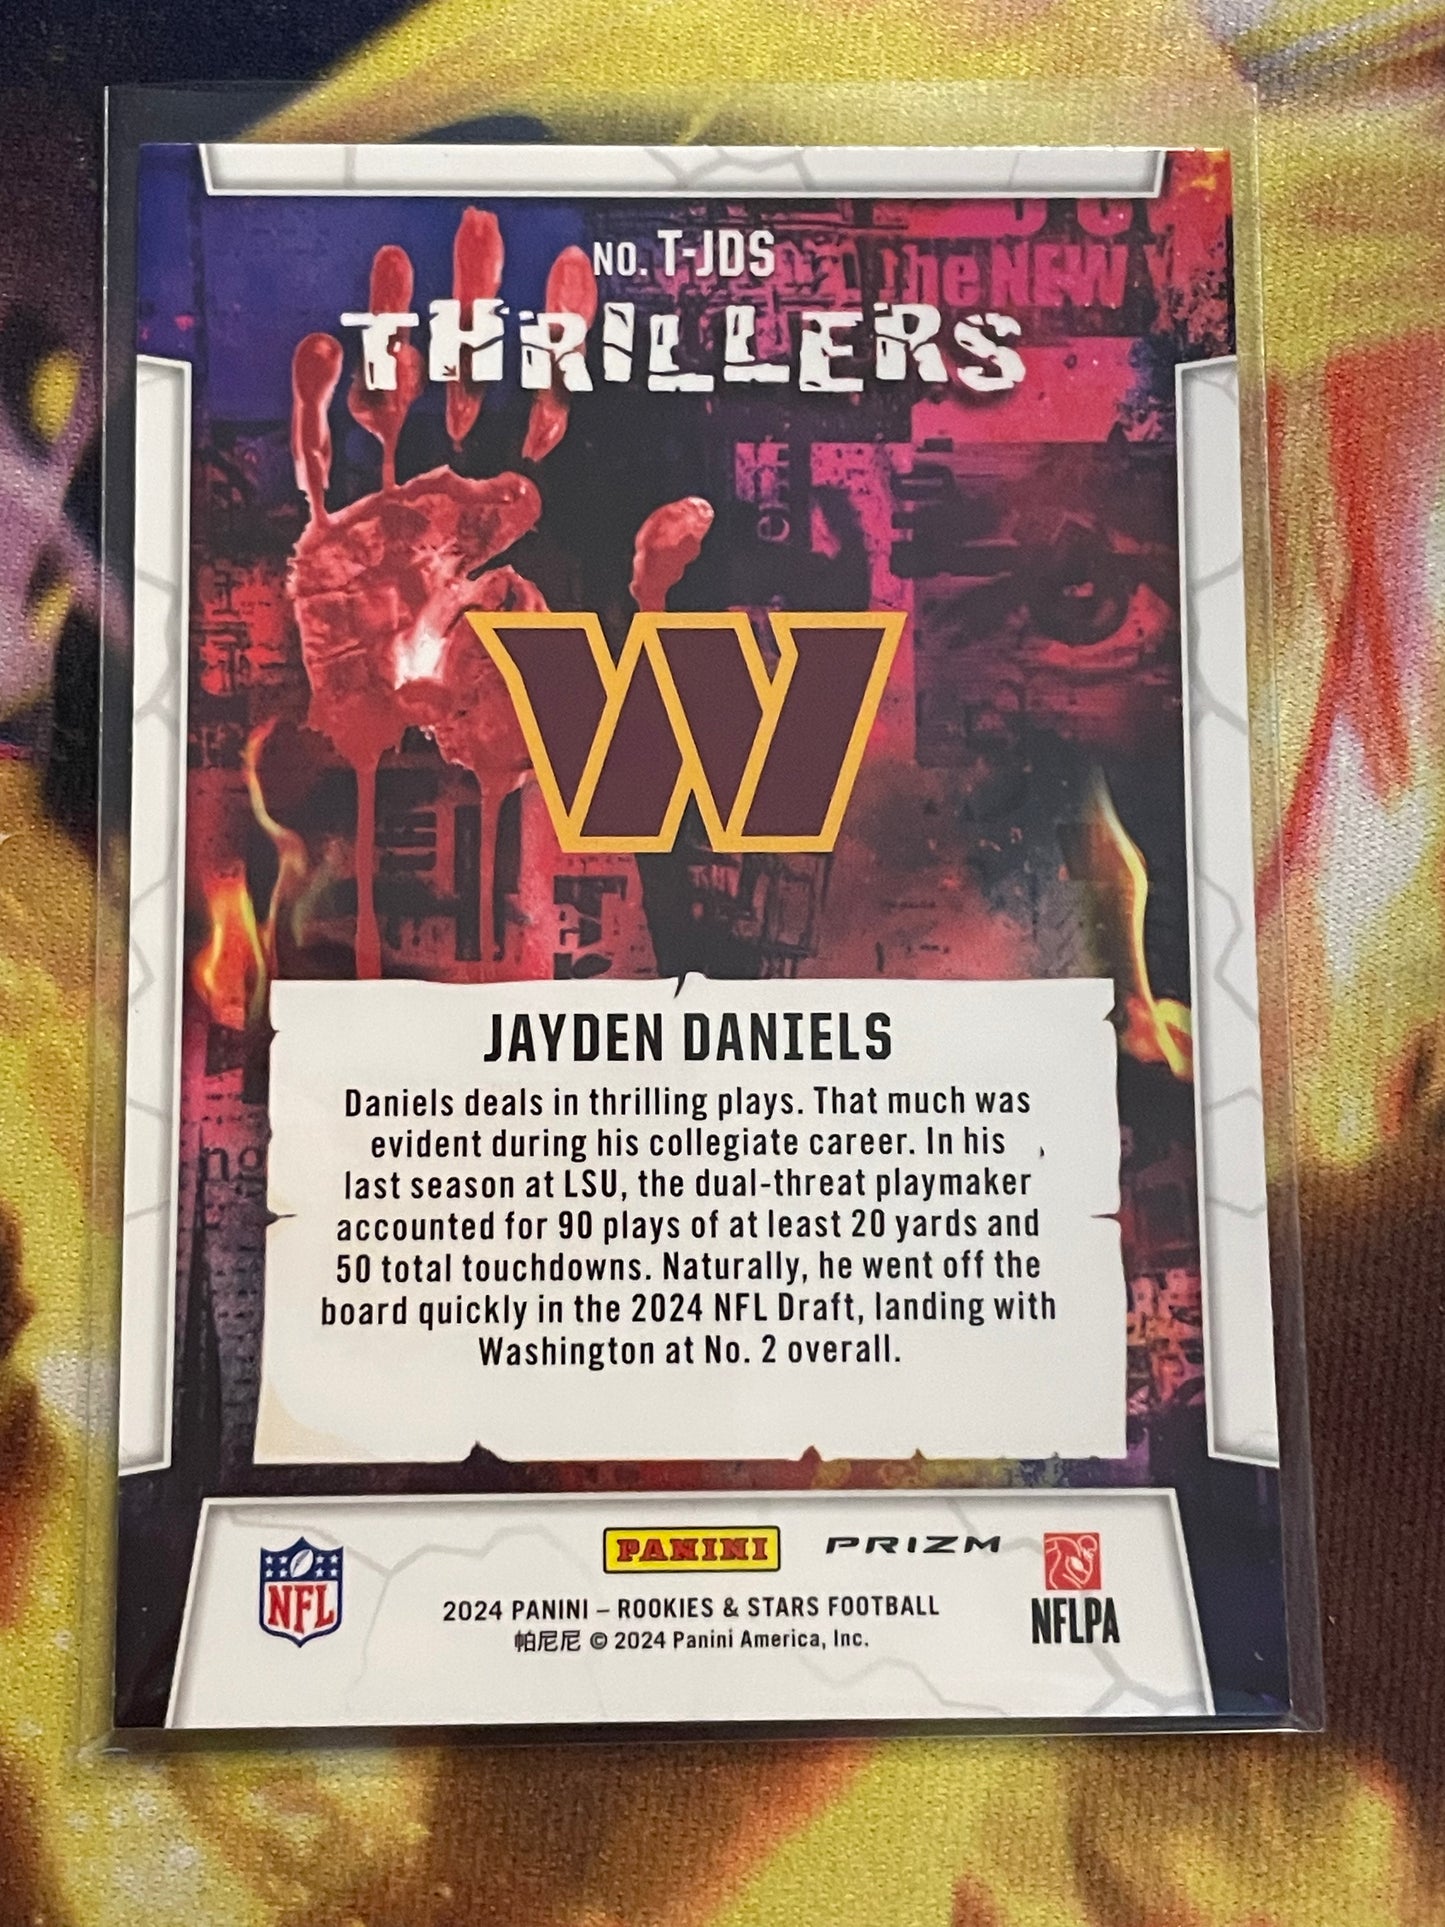 NO. T-JDS
the NEW
THRILLERS
JAYDEN DANIELS
Daniels deals in thrilling plays. That much was
evident during his collegiate career. In his
last season at LSU, the dual-threat playmaker
accounted for 90 plays of at least 20 yards and
50 total touchdowns. Naturally, he went off the
board quickly in the 2024 NFL Draft, landing with
Washington at No. 2 overall.
NFL
PANINI
PRIZM
NFLPA
2024 PANINI – ROOKIES & STARS FOOTBALL
帕尼尼 © 2024 Panini America, Inc.